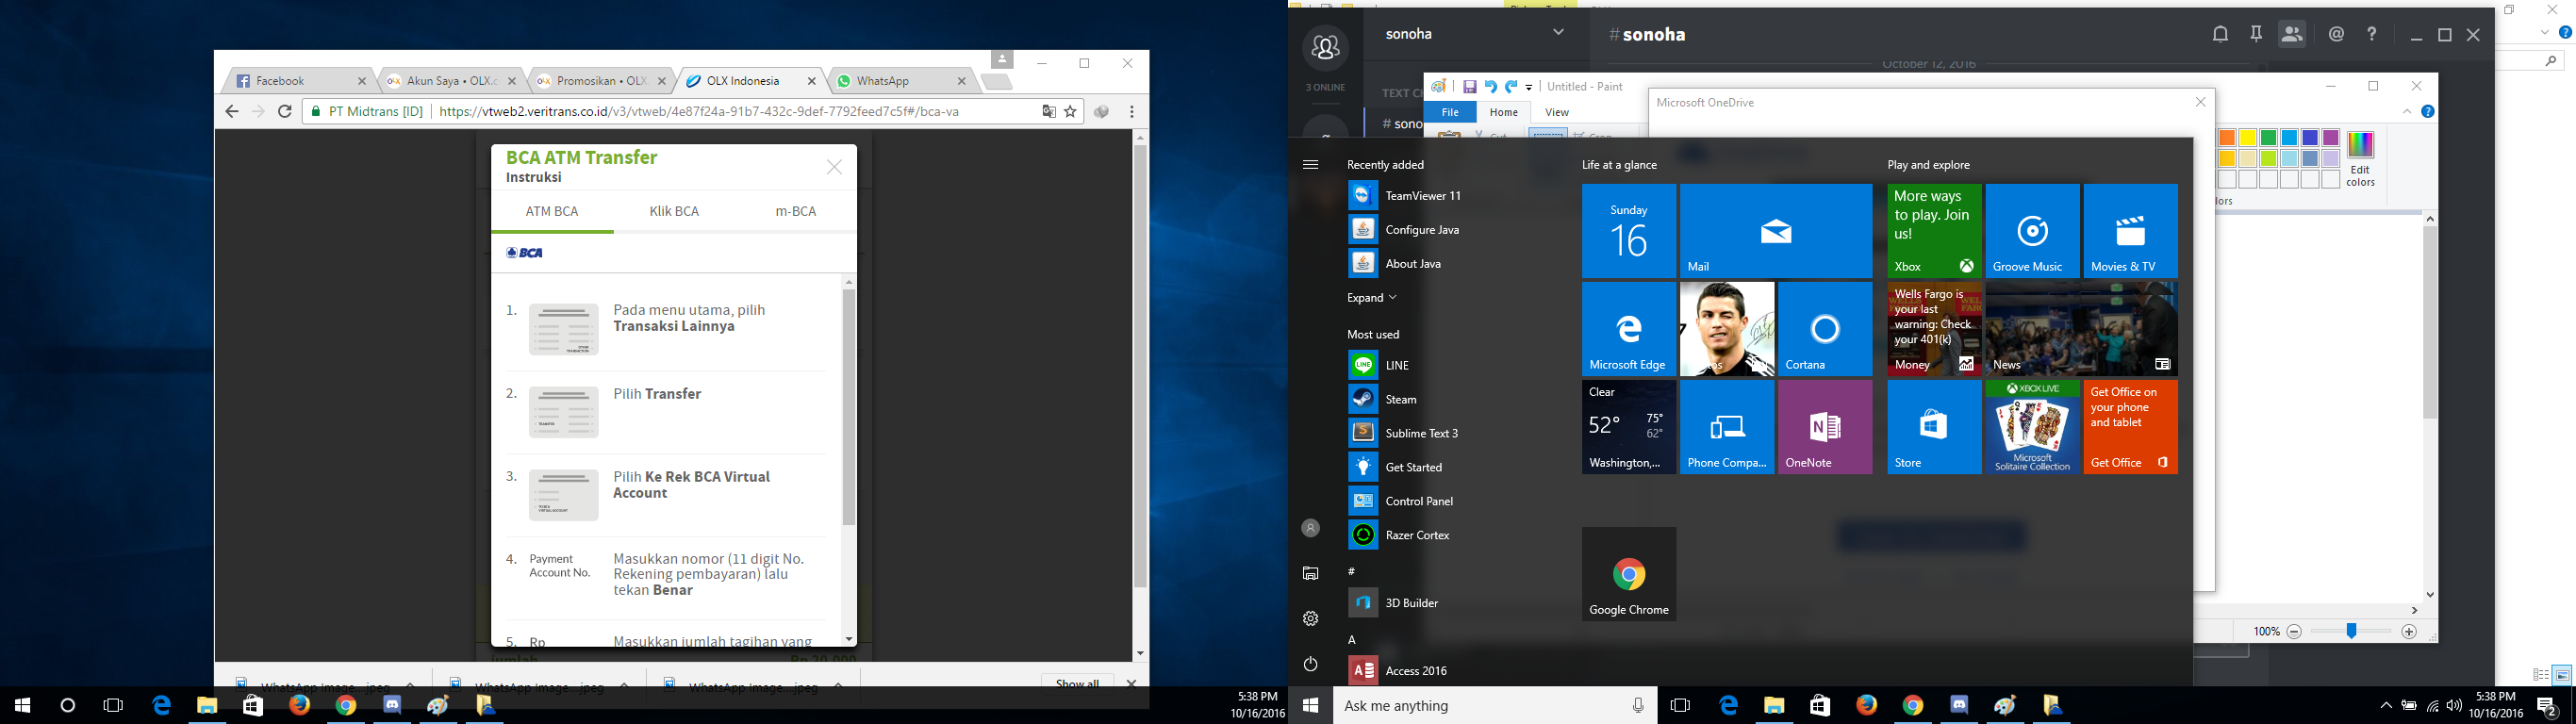 Facebook
Akun Saya • OLX.c
Promosikan • OLX
OLX Indonesia
WhatsApp
PT Midtrans [ID]
https://vtweb2.veritrans.co.id/v3/vtweb/4e87f24a-91b7-432c-9def-7792feed7c5f#/bca-va
BCA ATM Transfer
Instruksi
ATM BCA
Klik BCA
m-BCA
BCA
1.
Pada menu utama, pilih
Transaksi Lainnya
2.
Pilih Transfer
3.
Pilih Ke Rek BCA Virtual
Account
4.
Payment
Account No.
Masukkan nomor (11 digit No.
Rekening pembayaran) lalu
tekan Benar
5.
Rp
Masukkan jumlah tagihan yang
Jumlah
Rp 20.000
WhatsApp Image....jpeg
WhatsApp Image....jpeg
WhatsApp Image....jpeg
Show all
5:38 PM
10/16/2016
3 ONLINE
sonoha
#sonoha
October 12, 2016
TEXT C
# sono
Untitled - Paint
File
Home
View
Cut
Crop
Microsoft OneDrive
Edit
colors
lors
100%
Recently added
TeamViewer 11
Configure Java
About Java
Expand
Most used
LINE
Steam
Sublime Text 3
Get Started
Control Panel
Razer Cortex
#
3D Builder
A
Access 2016
Life at a glance
Sunday
16
Mail
Microsoft Edge
Cortana
Clear
52°
75°
62°
Washington,...
Phone Compa...
OneNote
Google Chrome
Play and explore
More ways
to play. Join
us!
Xbox
Groove Music
Movies & TV
Wells Fargo is
your last
warning: Check
your 401(k)
Money
News
Store
XBOX LIVE
Microsoft
Solitaire Collection
Get Office on
your phone
and tablet
Get Office
Ask me anything
5:38 PM
10/16/2016
2